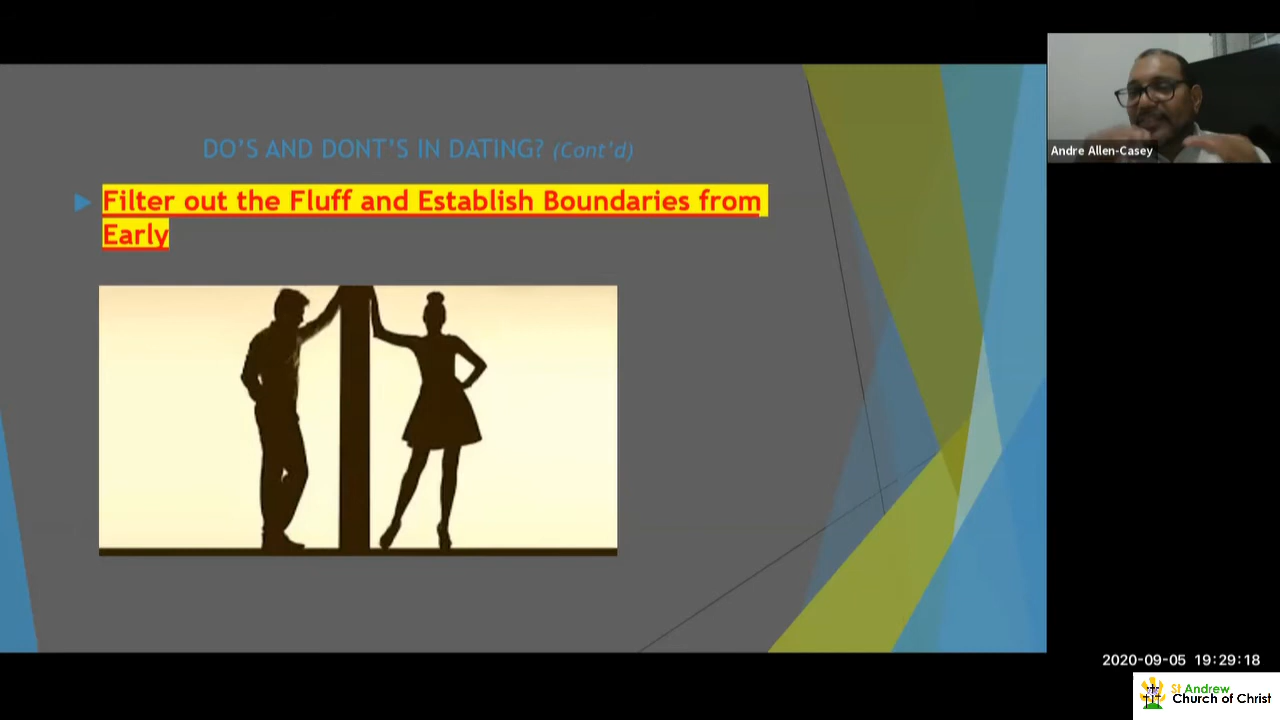 DO'S AND DONT'S IN DATING? (Cont'd)
Filter out the Fluff and Establish Boundaries from
Early
Andre Allen-Casey
2020-09-05 19:29:18
St Andrew
Church of Christ